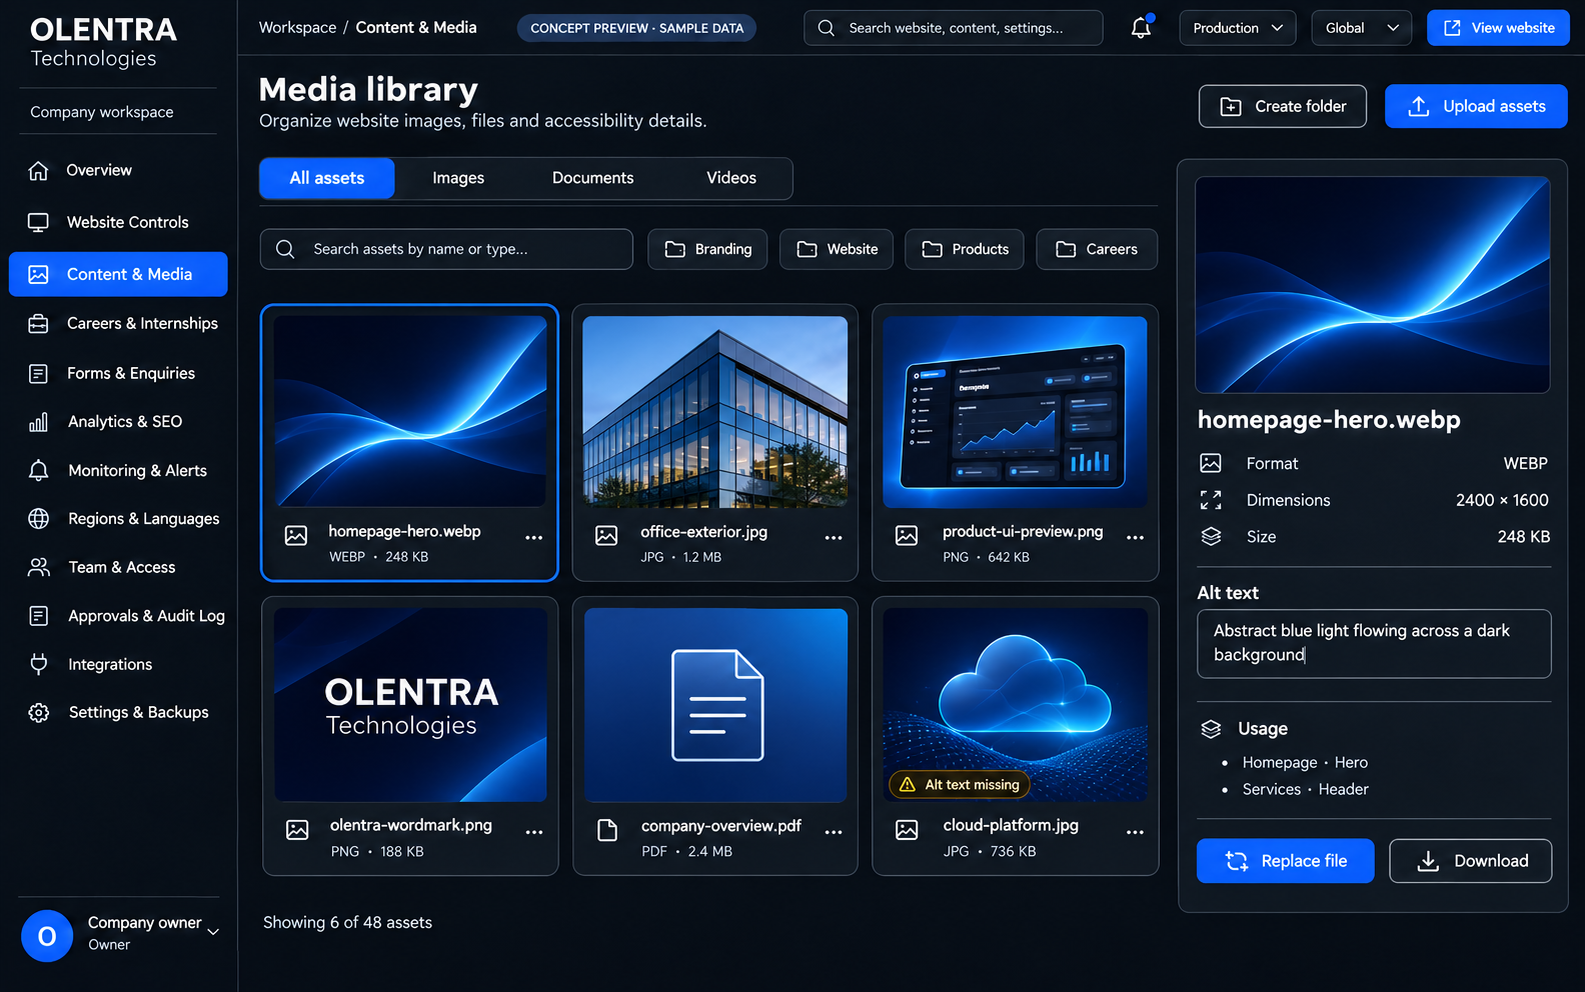 OLENTRA
Technologies
Company workspace
Overview
Website Controls
Content & Media
Careers & Internships
Forms & Enquiries
Analytics & SEO
Monitoring & Alerts
Regions & Languages
Team & Access
Approvals & Audit Log
Integrations
Settings & Backups
O
Company owner
Owner
Workspace / Content & Media
CONCEPT PREVIEW · SAMPLE DATA
Search website, content, settings...
Production
Global
View website
Media library
Organize website images, files and accessibility details.
Create folder
Upload assets
All assets
Images
Documents
Videos
Search assets by name or type...
Branding
Website
Products
Careers
homepage-hero.webp
WEBP • 248 KB
office-exterior.jpg
JPG • 1.2 MB
product-ui-preview.png
PNG • 642 KB
OLENTRA
Technologies
olentra-wordmark.png
PNG • 188 KB
company-overview.pdf
PDF • 2.4 MB
Alt text missing
cloud-platform.jpg
JPG • 736 KB
Showing 6 of 48 assets
homepage-hero.webp
Format WEBP
Dimensions 2400 × 1600
Size 248 KB
Alt text
Abstract blue light flowing across a dark
background
Usage
• Homepage • Hero
• Services • Header
Replace file
Download